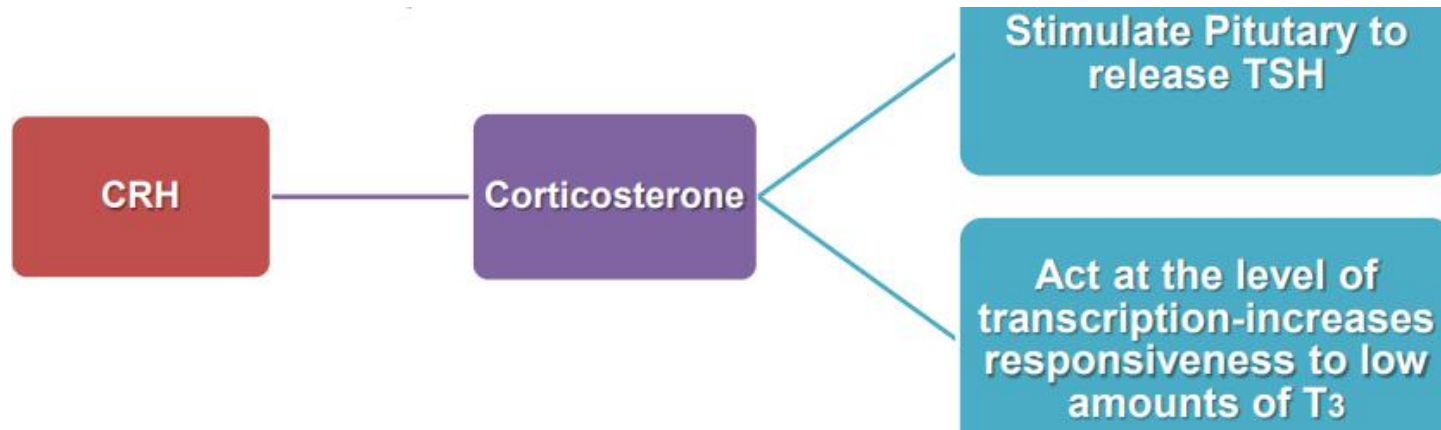 Stimulate Pitutary to
release TSH
CRH
Corticosterone
Act at the level of
transcription-increases
responsiveness to low
amounts of T3